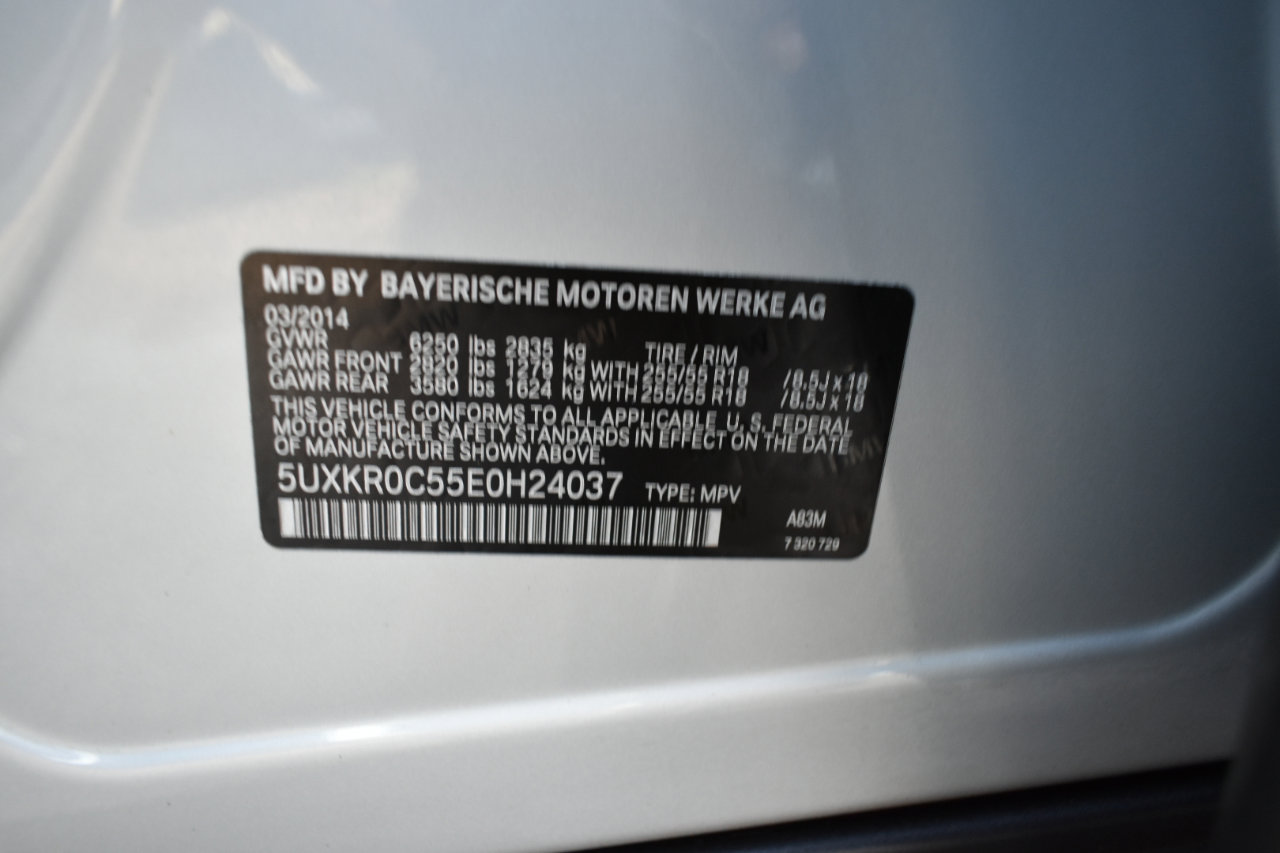 MFD BY BAYERISCHE MOTOREN WERKE AG
03/2014
GVWR 6250 lbs 2835 kg TIRE / RIM
GAWR FRONT 2820 lbs 1279 kg WITH 255/55 R18 /8.5J x 18
GAWR REAR 3580 lbs 1624 kg WITH 255/55 R18 /8.5J x 18
THIS VEHICLE CONFORMS TO ALL APPLICABLE U. S. FEDERAL
MOTOR VEHICLE SAFETY STANDARDS IN EFFECT ON THE DATE
OF MANUFACTURE SHOWN ABOVE.
5UXKR0C55E0H24037 TYPE: MPV
A83M
7 320 729